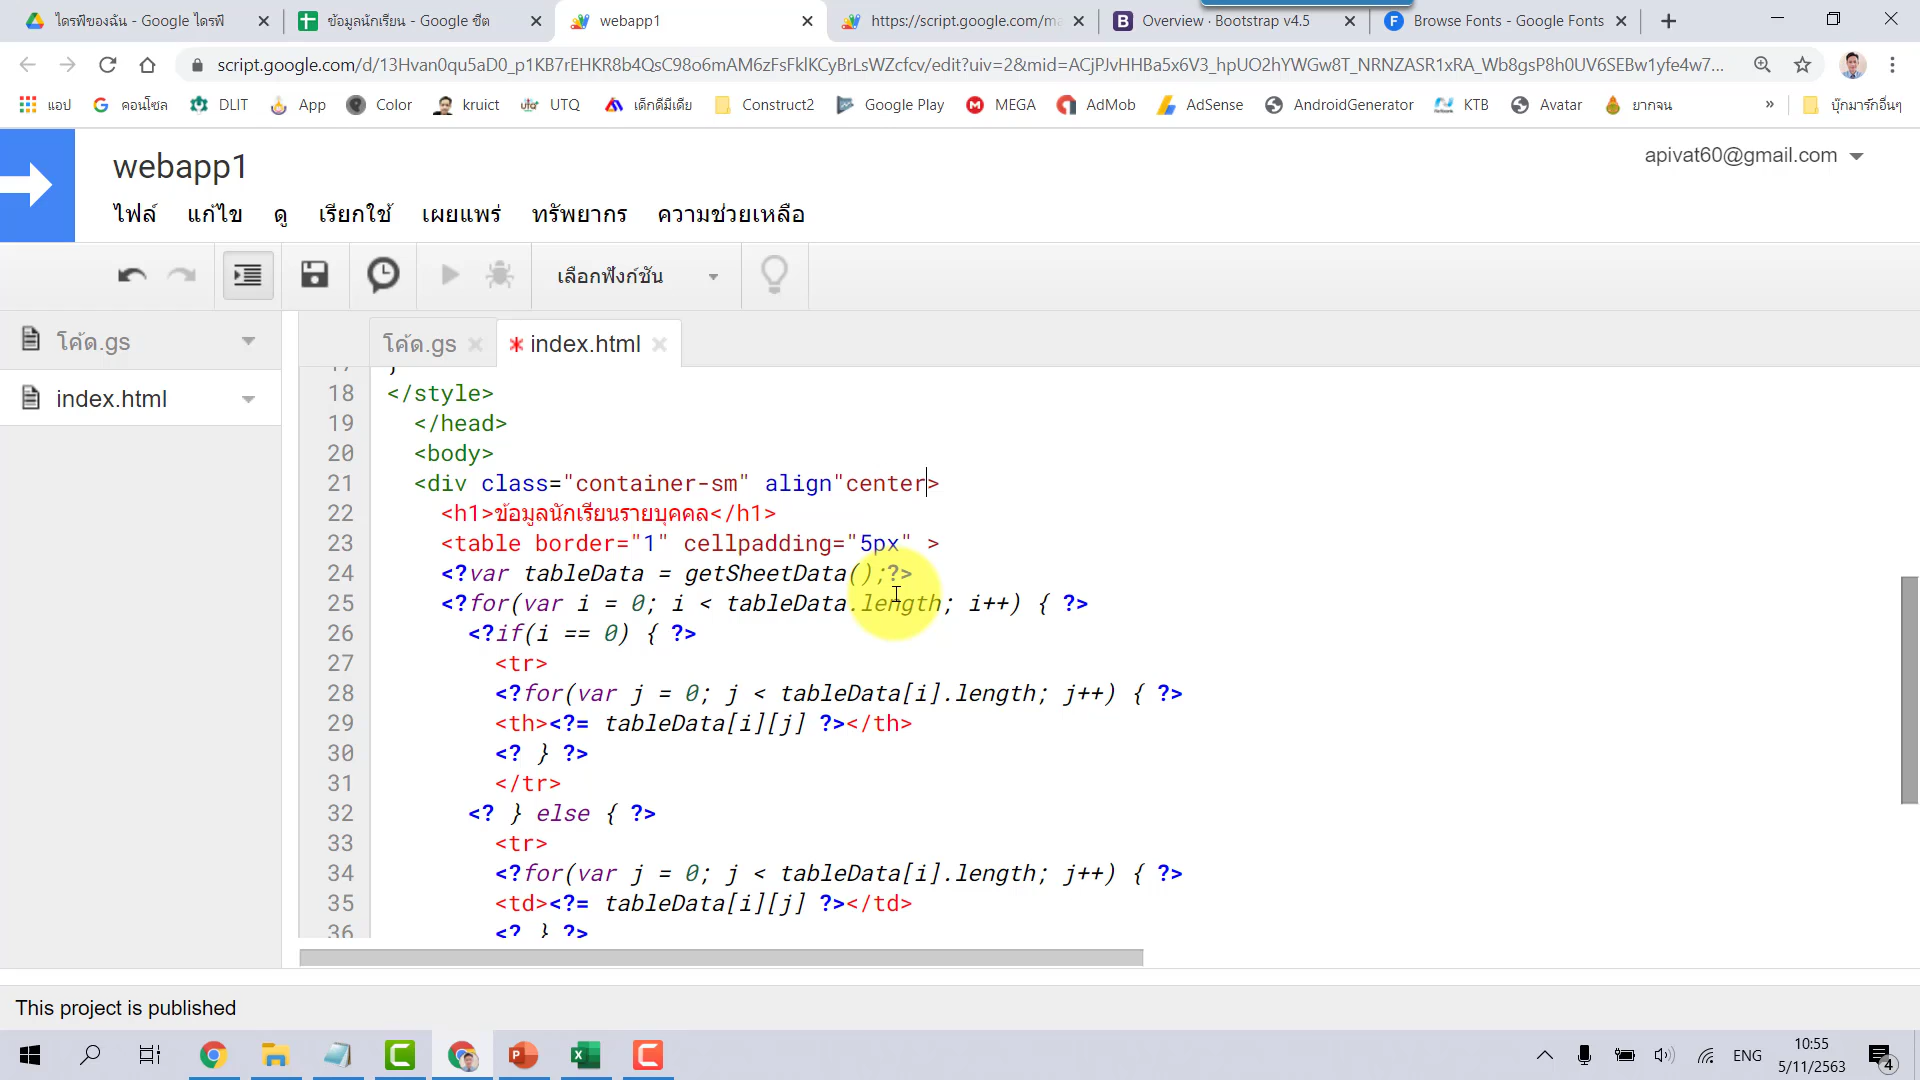 ไดรฟ์ของฉัน - Google ไดรฟ์
ข้อมูลนักเรียน - Google ชีต
webapp1
https://script.google.com/ma
Overview · Bootstrap v4.5
Browse Fonts - Google Fonts
script.google.com/d/13Hvan0qu5aD0_p1KB7rEHKR8b4QsC98o6mAM6zFsFklKCyBrLsWZcfcv/edit?uiv=2&mid=ACjPJvHHBa5x6V3_hpUO2hYWGw8T_NRNZASR1xRA_Wb8gsP8h0UV6SEBw1yfe4w7...
แอป
คอนโซล
DLIT
App
Color
kruict
UTQ
เด็กดีมีเดีย
Construct2
Google Play
MEGA
AdMob
AdSense
AndroidGenerator
KTB
Avatar
ยากจน
»
บุ๊กมาร์กอื่นๆ
webapp1
apivat60@gmail.com
ไฟล์ แก้ไข ดู เรียกใช้ เผยแพร่ ทรัพยากร ความช่วยเหลือ
เลือกฟังก์ชัน
โค้ด.gs
index.html
โค้ด.gs
* index.html
17 }
18 </style>
19 </head>
20 <body>
21 <div class="container-sm" align"center>
22 <h1>ข้อมูลนักเรียนรายบุคคล</h1>
23 <table border="1" cellpadding="5px" >
24 <?var tableData = getSheetData();?>
25 <?for(var i = 0; i < tableData.length; i++) { ?>
26 <?if(i == 0) { ?>
27 <tr>
28 <?for(var j = 0; j < tableData[i].length; j++) { ?>
29 <th><?= tableData[i][j] ?></th>
30 <? } ?>
31 </tr>
32 <? } else { ?>
33 <tr>
34 <?for(var j = 0; j < tableData[i].length; j++) { ?>
35 <td><?= tableData[i][j] ?></td>
36 <? } ?>
This project is published
ENG
10:55
5/11/2563
4